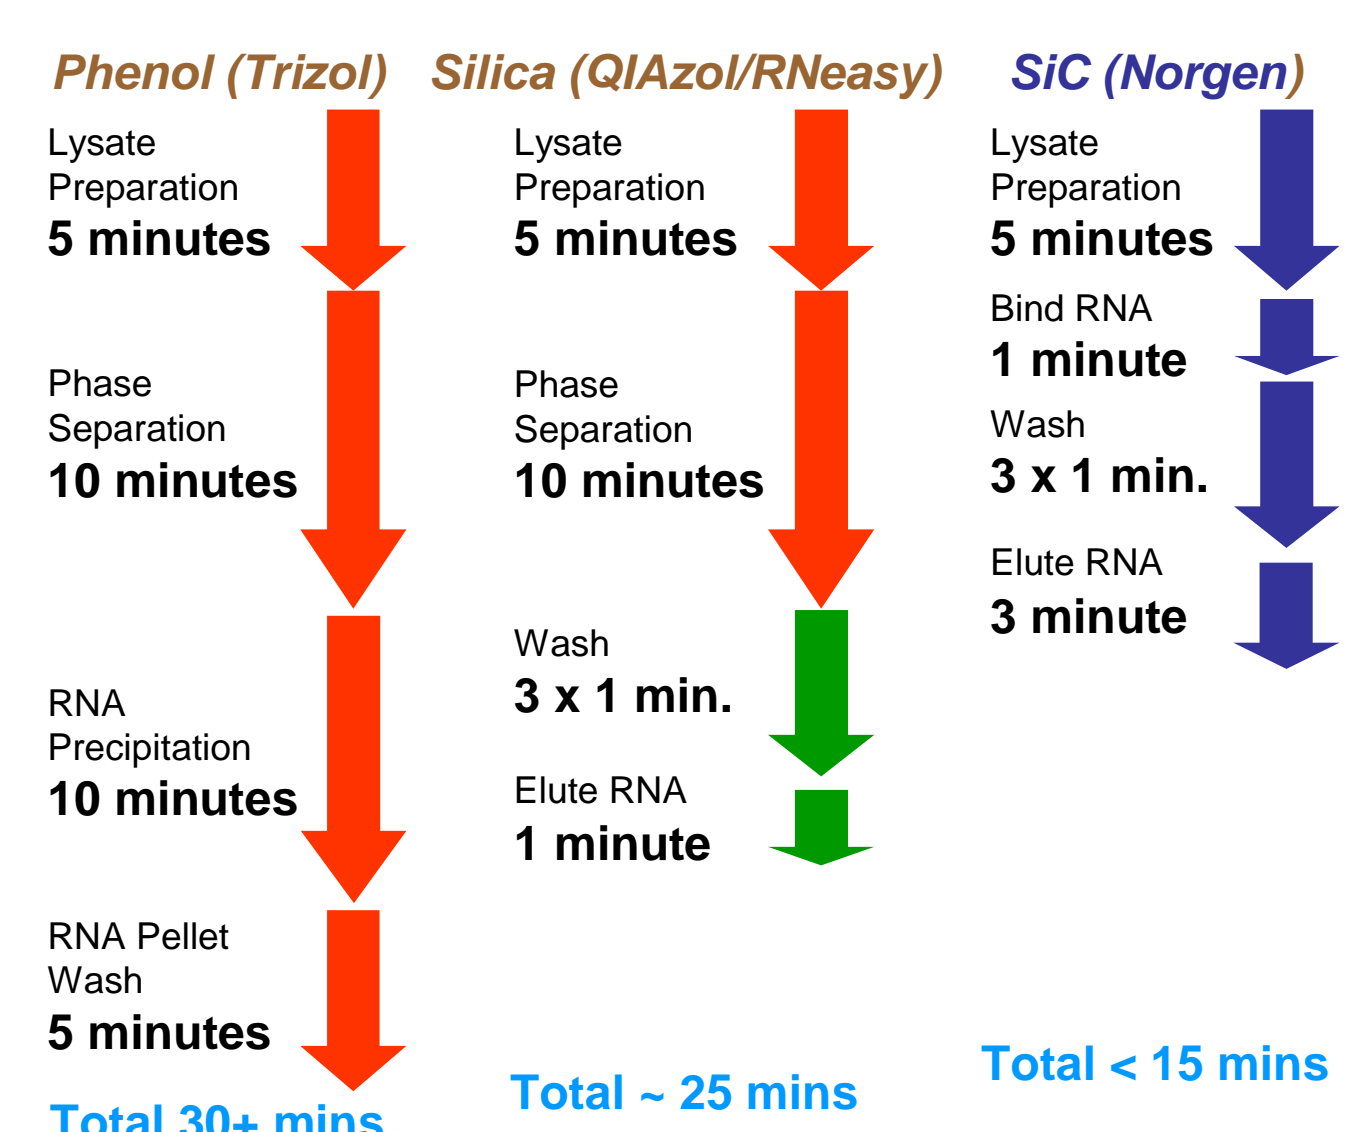 Phenol (Trizol)
Lysate
Preparation
5 minutes
Phase
Separation
10 minutes
RNA
Precipitation
10 minutes
RNA Pellet
Wash
5 minutes
Total 30+ mins
Silica (QIAzol/RNeasy)
Lysate
Preparation
5 minutes
Phase
Separation
10 minutes
Wash
3 x 1 min.
Elute RNA
1 minute
Total ~ 25 mins
SiC (Norgen)
Lysate
Preparation
5 minutes
Bind RNA
1 minute
Wash
3 x 1 min.
Elute RNA
3 minute
Total < 15 mins